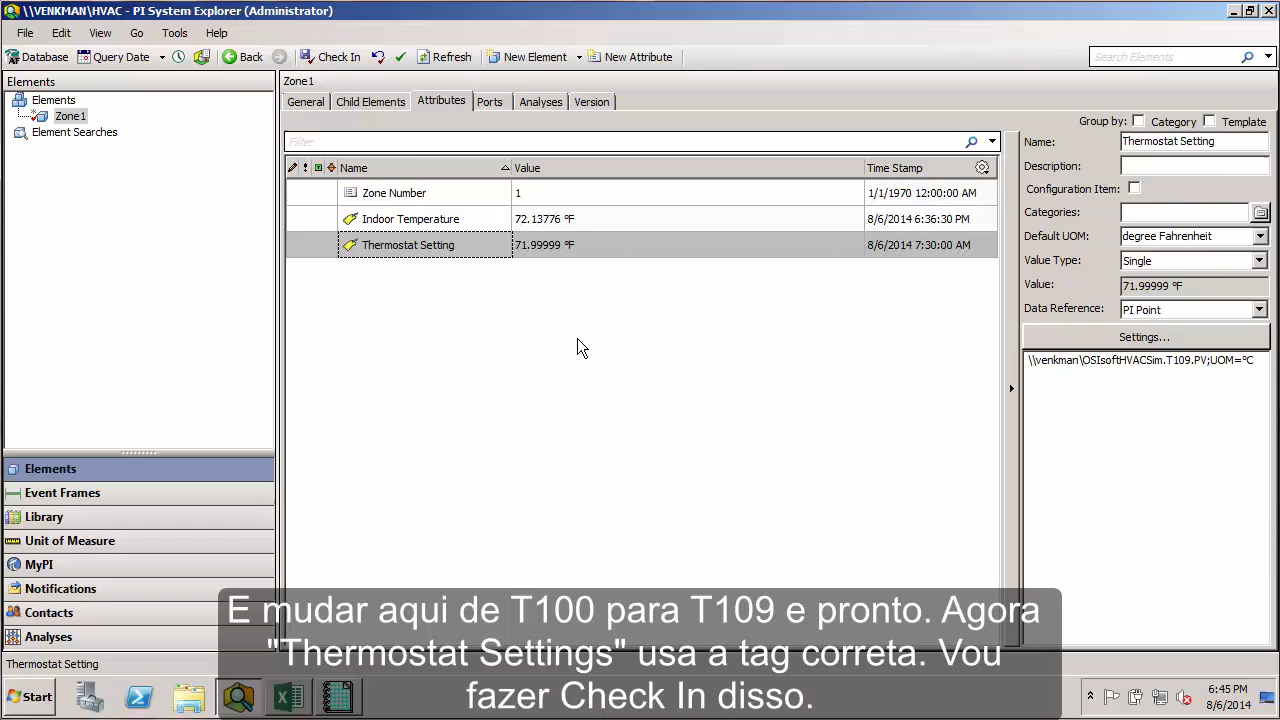 \\VENKMAN\HVAC - PI System Explorer (Administrator)
File Edit View Go Tools Help
Database Query Date Back Check In Refresh New Element New Attribute Search Elements
Elements
Elements
Zone1
Element Searches
Elements
Event Frames
Library
Unit of Measure
MyPI
Notifications
Contacts
Analyses
Zone1
General Child Elements Attributes Ports Analyses Version
Group by: Category Template
Filter
Name Value Time Stamp
Zone Number 1 1/1/1970 12:00:00 AM
Indoor Temperature 72.13776 °F 8/6/2014 6:36:30 PM
Thermostat Setting 71.99999 °F 8/6/2014 7:30:00 AM
Name: Thermostat Setting
Description:
Configuration Item:
Categories:
Default UOM: degree Fahrenheit
Value Type: Single
Value: 71.99999 °F
Data Reference: PI Point
Settings...
\\venkman\OSIsoftHVACSim.T109.PV;UOM=°C
E mudar aqui de T100 para T109 e pronto. Agora
"Thermostat Settings" usa a tag correta. Vou
fazer Check In disso.
Thermostat Setting
Start
6:45 PM
8/6/2014